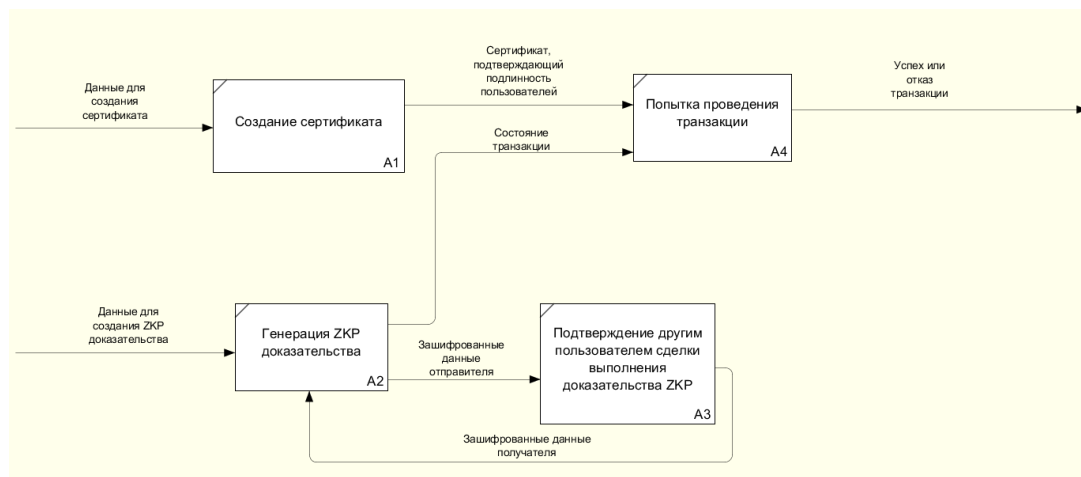 Данные для
создания
сертификата
Создание сертификата
A1
Сертификат,
подтверждающий
подлинность
пользователей
Состояние
транзакции
Попытка проведения
транзакции
A4
Успех или
отказ
транзакции
Данные для
создания ZKP
доказательства
Генерация ZKP
доказательства
A2
Зашифрованные
данные
отправителя
Подтверждение другим
пользователем сделки
выполнения
доказательства ZKP
A3
Зашифрованные данные
получателя